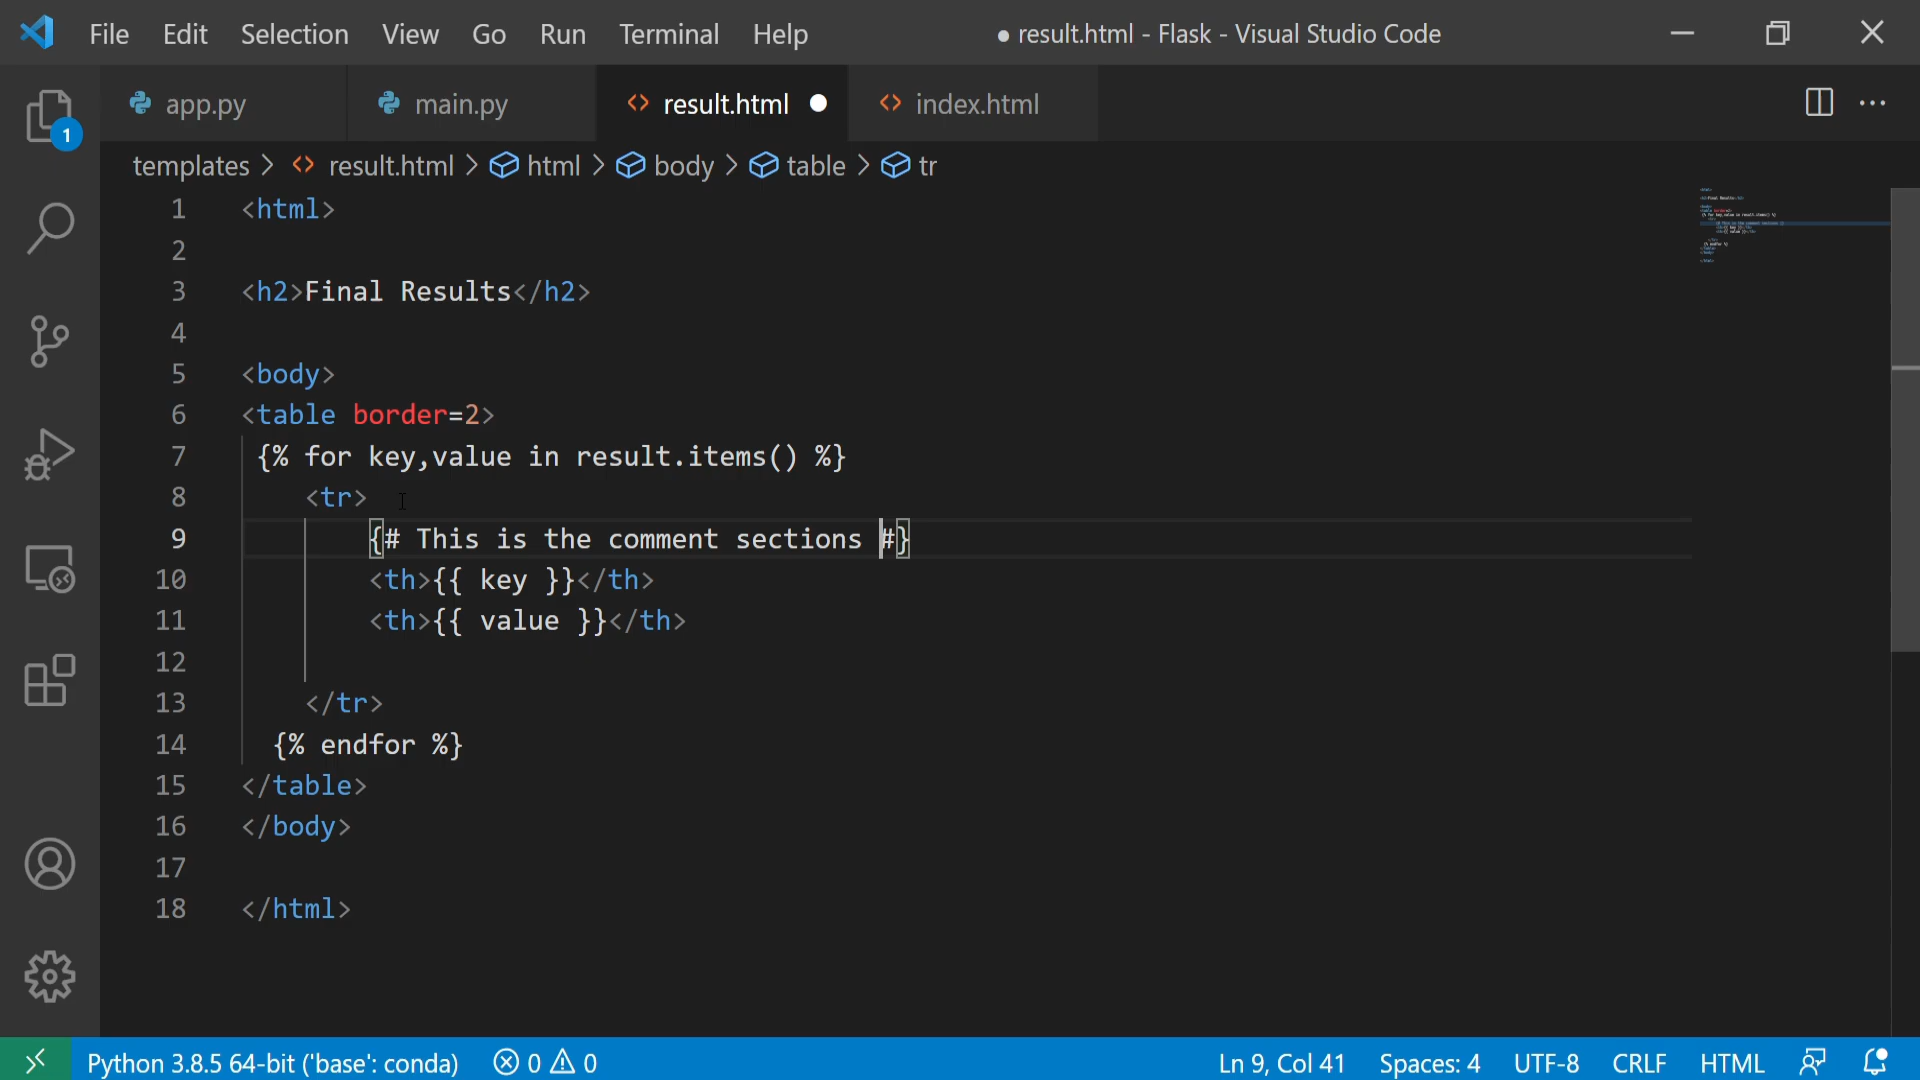 File Edit Selection View Go Run Terminal Help ● result.html - Flask - Visual Studio Code
app.py main.py result.html index.html
templates > result.html > html > body > table > tr
1 <html>
2
3 <h2>Final Results</h2>
4
5 <body>
6 <table border=2>
7 {% for key,value in result.items() %}
8 <tr>
9 {# This is the comment sections #}
10 <th>{{ key }}</th>
11 <th>{{ value }}</th>
12
13 </tr>
14 {% endfor %}
15 </table>
16 </body>
17
18 </html>
1
Python 3.8.5 64-bit ('base': conda) 0 0 Ln 9, Col 41 Spaces: 4 UTF-8 CRLF HTML